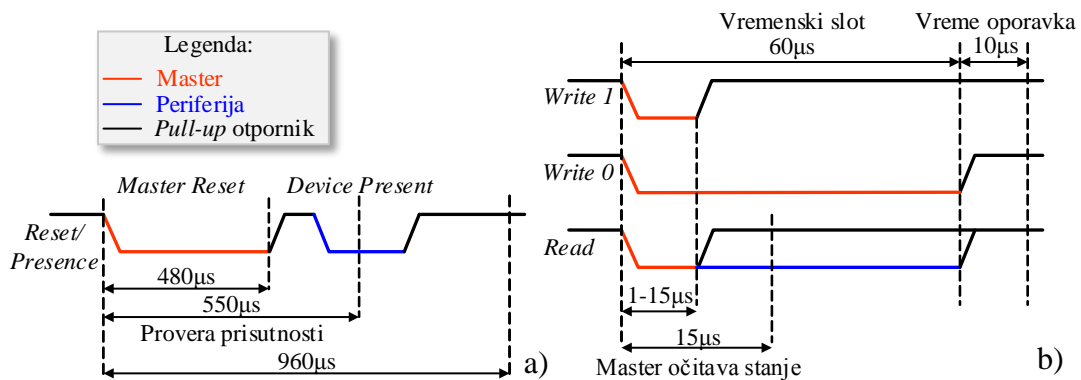 Legenda:
Master
Periferija
Pull-up otpornik
Master Reset
Device Present
Reset/
Presence
480μs
550μs
Provera prisutnosti
960μs
a)
Vremenski slot
60μs
Vreme oporavka
10μs
Write 1
Write 0
Read
1-15μs
15μs
Master očitava stanje
b)